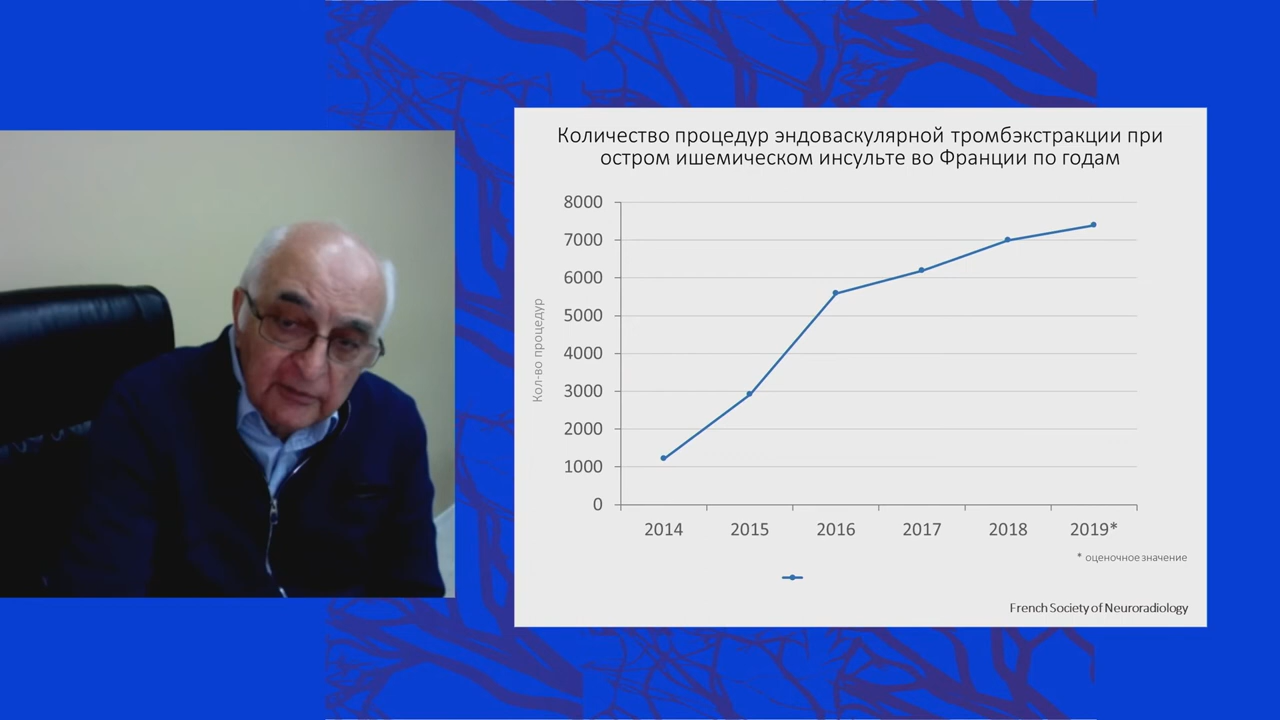 Количество процедур эндоваскулярной тромбэкстракции при
остром ишемическом инсульте во Франции по годам
Кол-во процедур
8000
7000
6000
5000
4000
3000
2000
1000
0
2014 2015 2016 2017 2018 2019*
* оценочное значение
French Society of Neuroradiology